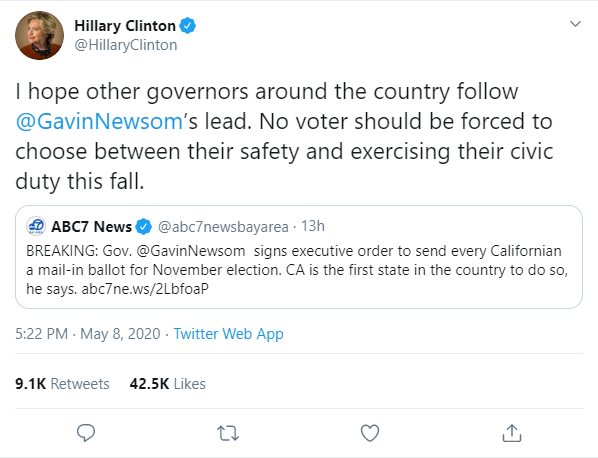 Hillary Clinton
@HillaryClinton
I hope other governors around the country follow
@GavinNewsom's lead. No voter should be forced to
choose between their safety and exercising their civic
duty this fall.
ABC7 News @abc7newsbayarea · 13h
BREAKING: Gov. @GavinNewsom signs executive order to send every Californian
a mail-in ballot for November election. CA is the first state in the country to do so,
he says. abc7ne.ws/2LbfoaP
5:22 PM · May 8, 2020 · Twitter Web App
9.1K Retweets 42.5K Likes